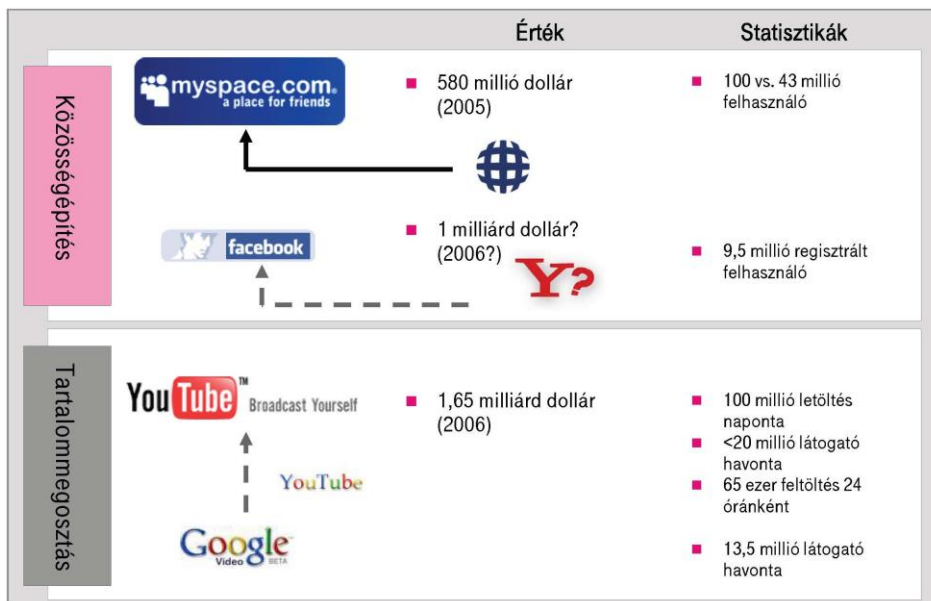 Érték
Statisztikák
Közösségépítés
myspace.com®
a place for friends
580 millió dollár
(2005)
100 vs. 43 millió
felhasználó
facebook
1 milliárd dollár?
(2006?)
Y?
9,5 millió regisztrált
felhasználó
Tartalommegosztás
YouTube™
Broadcast Yourself
1,65 milliárd dollár
(2006)
100 millió letöltés
naponta
<20 millió látogató
havonta
65 ezer feltöltés 24
óránként
YouTube
Google™
Video BETA
13,5 millió látogató
havonta